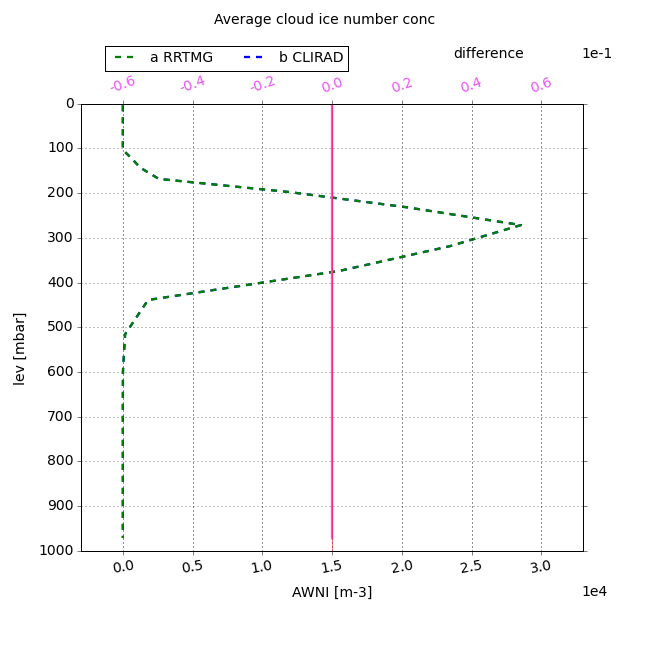 Average cloud ice number conc
a RRTMG b CLIRAD difference 1e-1
-0.6 -0.4 -0.2 0.0 0.2 0.4 0.6
0
100
200
300
400
500
600
700
800
900
1000
lev [mbar]
0.0 0.5 1.0 1.5 2.0 2.5 3.0
AWNI [m-3] 1e4